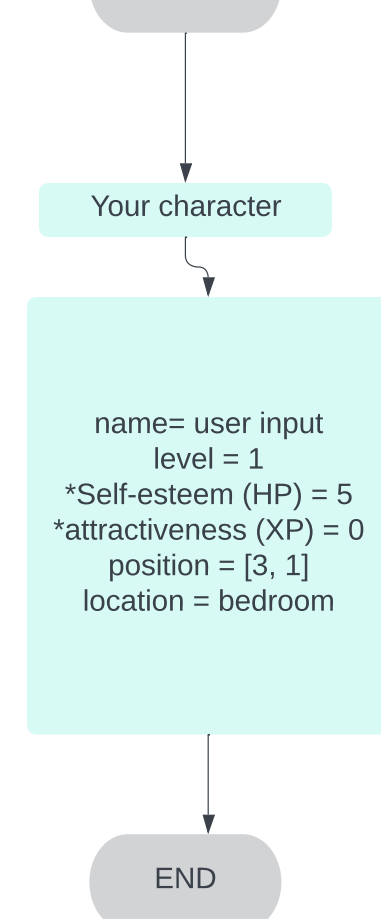 Your character
name= user input
level = 1
*Self-esteem (HP) = 5
*attractiveness (XP) = 0
position = [3, 1]
location = bedroom
END